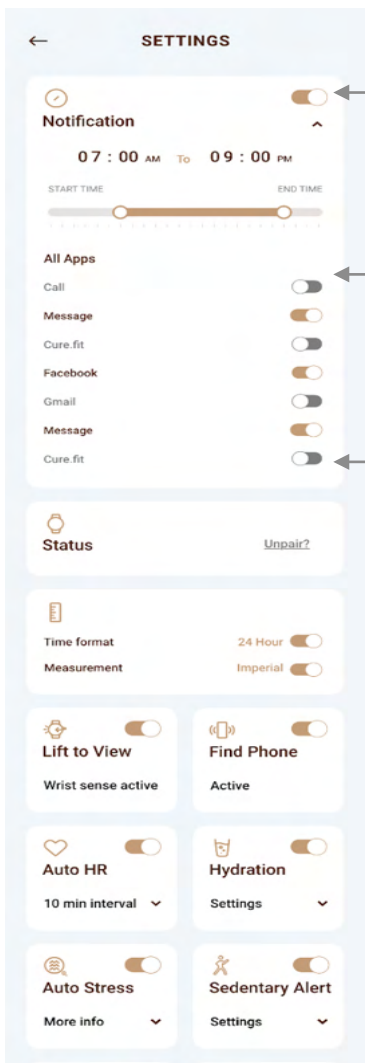 SETTINGS
Notification
07 : 00 AM To 09 : 00 PM
START TIME END TIME
All Apps
Call
Message
Cure.fit
Facebook
Gmail
Message
Cure.fit
Status Unpair?
Time format 24 Hour
Measurement Imperial
Lift to View
Wrist sense active
Find Phone
Active
Auto HR
10 min interval
Hydration
Settings
Auto Stress
More info
Sedentary Alert
Settings